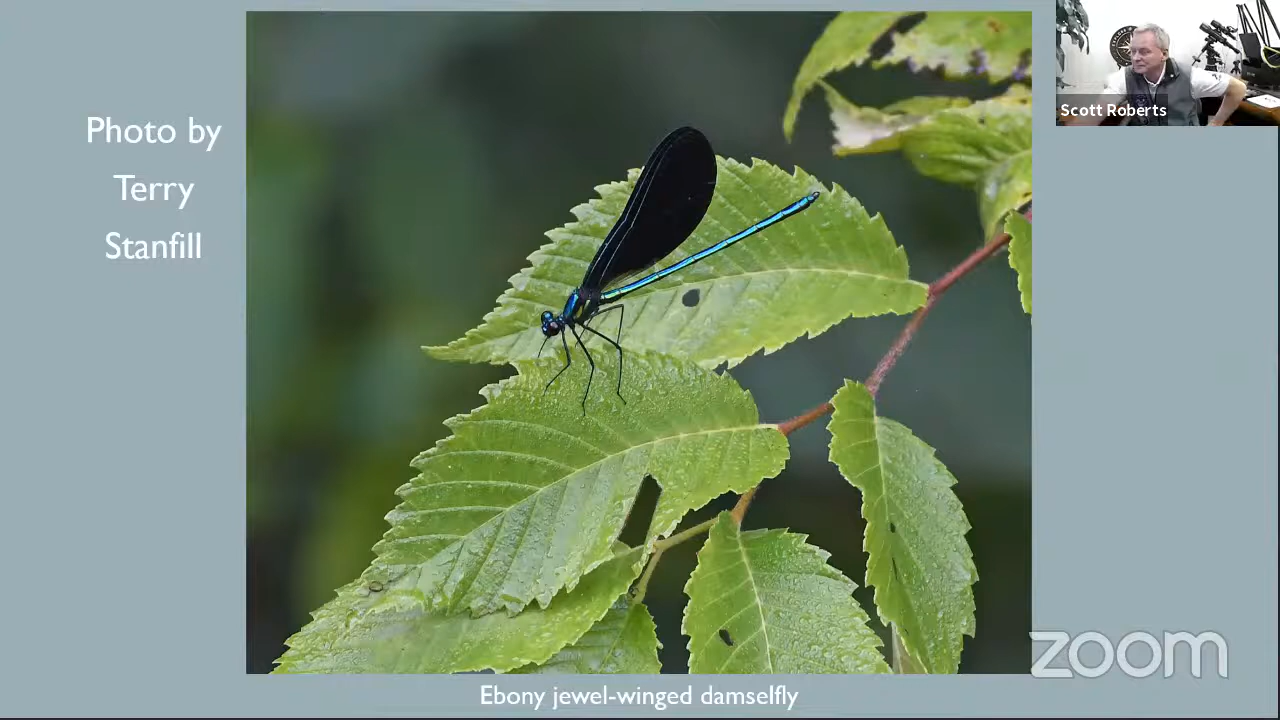 Photo by
Terry
Stanfill
Scott Roberts
zoom
Ebony jewel-winged damselfly